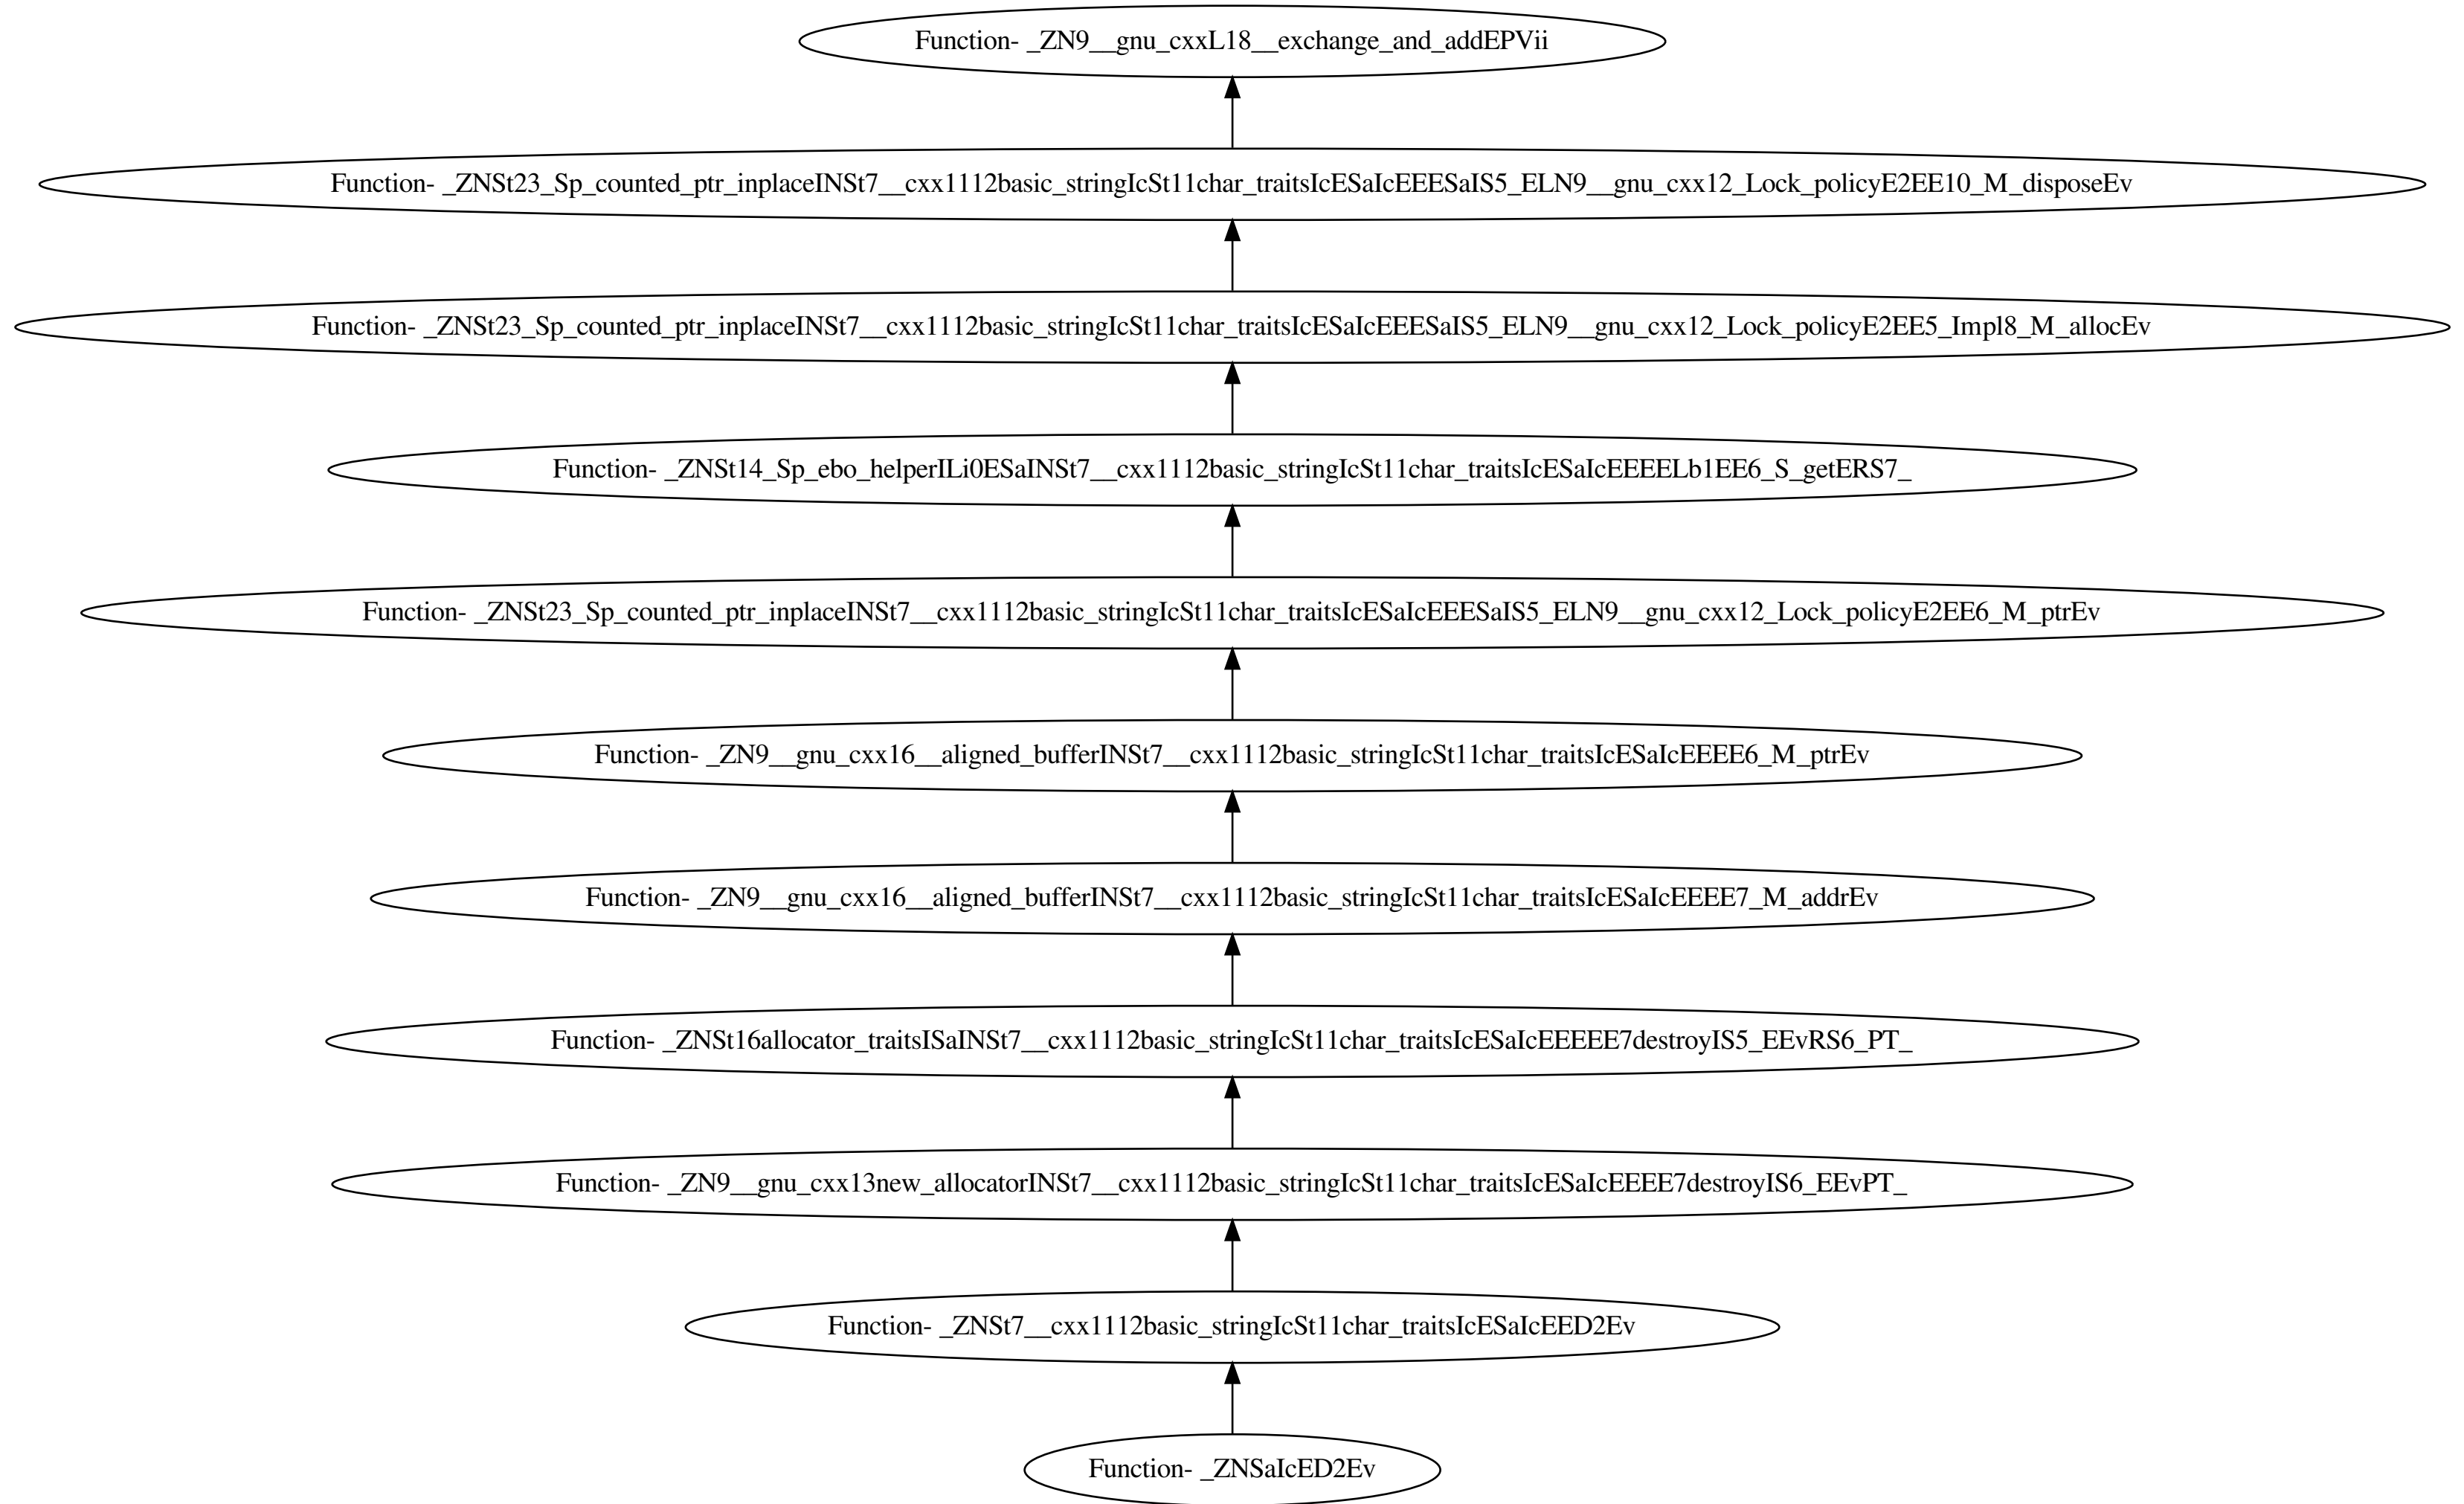 Function- _ZN9__gnu_cxxL18__exchange_and_addEPVii
Function- _ZNSt23_Sp_counted_ptr_inplaceINSt7__cxx1112basic_stringIcSt11char_traitsIcESaIcEEESaIS5_ELN9__gnu_cxx12_Lock_policyE2EE10_M_disposeEv
Function- _ZNSt23_Sp_counted_ptr_inplaceINSt7__cxx1112basic_stringIcSt11char_traitsIcESaIcEEESaIS5_ELN9__gnu_cxx12_Lock_policyE2EE5_Impl8_M_allocEv
Function- _ZNSt14_Sp_ebo_helperILi0ESaINSt7__cxx1112basic_stringIcSt11char_traitsIcESaIcEEEELb1EE6_S_getERS7_
Function- _ZNSt23_Sp_counted_ptr_inplaceINSt7__cxx1112basic_stringIcSt11char_traitsIcESaIcEEESaIS5_ELN9__gnu_cxx12_Lock_policyE2EE6_M_ptrEv
Function- _ZN9__gnu_cxx16__aligned_bufferINSt7__cxx1112basic_stringIcSt11char_traitsIcESaIcEEEE6_M_ptrEv
Function- _ZN9__gnu_cxx16__aligned_bufferINSt7__cxx1112basic_stringIcSt11char_traitsIcESaIcEEEE7_M_addrEv
Function- _ZNSt16allocator_traitsISaINSt7__cxx1112basic_stringIcSt11char_traitsIcESaIcEEEEE7destroyIS5_EEvRS6_PT_
Function- _ZN9__gnu_cxx13new_allocatorINSt7__cxx1112basic_stringIcSt11char_traitsIcESaIcEEEE7destroyIS6_EEvPT_
Function- _ZNSt7__cxx1112basic_stringIcSt11char_traitsIcESaIcEED2Ev
Function- _ZNSaIcED2Ev